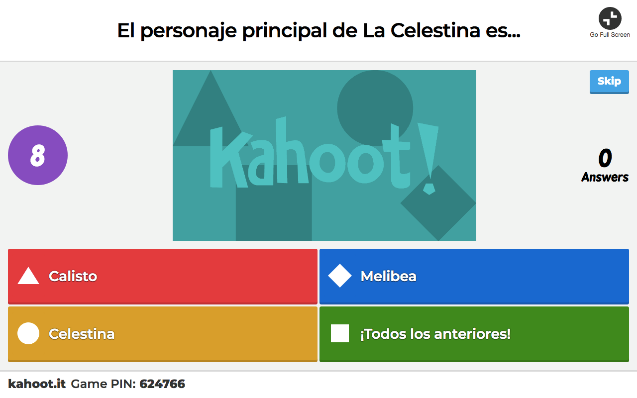 El personaje principal de La Celestina es...
Go Full Screen
Skip
Kahoot!
8
0
Answers
Calisto
Melibea
Celestina
¡Todos los anteriores!
kahoot.it Game PIN: 624766